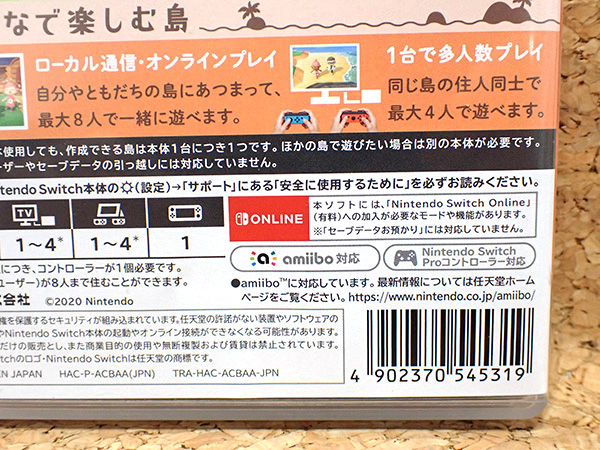 なで楽しむ島
ローカル通信・オンラインプレイ
自分やともだちの島にあつまって、
最大８人で一緒に遊べます。
1台で多人数プレイ
同じ島の住人同士で
最大４人で遊べます。
使用しても、作成できる島は本体１台につき１つです。ほかの島で遊びたい場合は別の本体が必要です。
ーザーやセーブデータの引っ越しには対応していません。
ntendo Switch本体の(設定)→「サポート」にある「安全に使用するために」を必ずお読みください。
TV
1～4*
1～4*
1
ONLINE
本ソフトには、「Nintendo Switch Online」
(有料)への加入が必要なモードや機能があります。
※「セーブデータお預かり」には対応していません。
につき、コントローラーが１個必要です。
ユーザー)が８人まで住むことができます。
amiibo 対応
Nintendo Switch
Proコントローラー対応
式会社 ©2020 Nintendo
●amiibo™に対応しています。最新情報については任天堂ホーム
ページをご覧ください。https://www.nintendo.co.jp/amiibo/
権を保護するセキュリティが組み込まれています。任天堂の許諾がない装置やソフトウェアの
やNintendo Switch本体の起動やオンライン接続ができなくなる可能性があります。
だけの販売とし、また商業目的の使用や無断複製および賃貸は禁止されています。
witchのロゴ・Nintendo Switchは任天堂の商標です。
EN JAPAN HAC-P-ACBAA(JPN) TRA-HAC-ACBAA-JPN
4 902370 545319